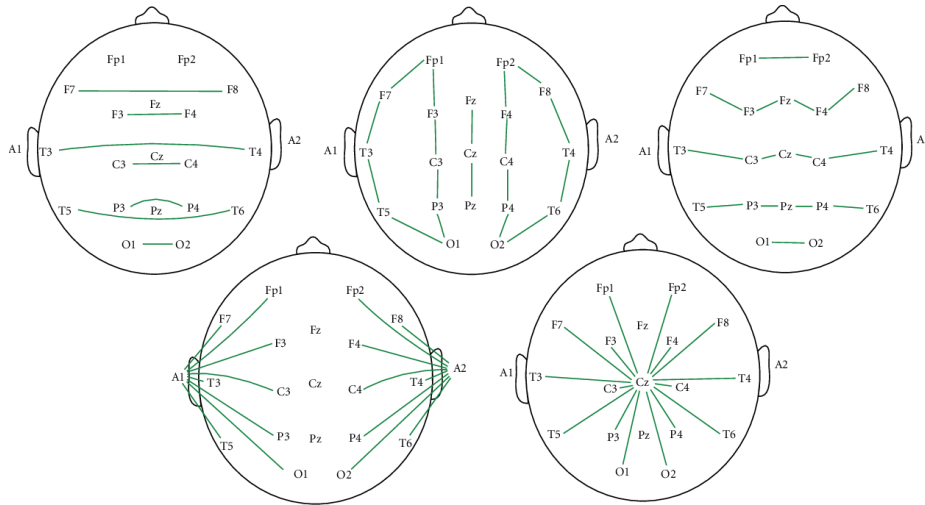 Fp1 Fp2
F7 F8
Fz
F3 F4
A1 T3 Cz T4 A2
C3 C4
P3 Pz P4
T5 T6
O1 O2
Fp1 Fp2
F7 Fz F8
F3 F4
A1 T3 Cz T4 A2
C3 C4
T5 P3 Pz P4 T6
O1 O2
Fp1 Fp2
F7 F8
F3 Fz F4
T3 C3 Cz C4 T4 A
T5 P3 Pz P4 T6
O1 O2
Fp1 Fp2
F7 Fz F8
F3 F4
A1 T3 Cz T4 A2
C3 C4
T5 P3 Pz P4 T6
O1 O2
Fp1 Fp2
F7 Fz F8
F3 F4
A1 T3 Cz T4 A2
C3 C4
T5 P3 Pz P4 T6
O1 O2